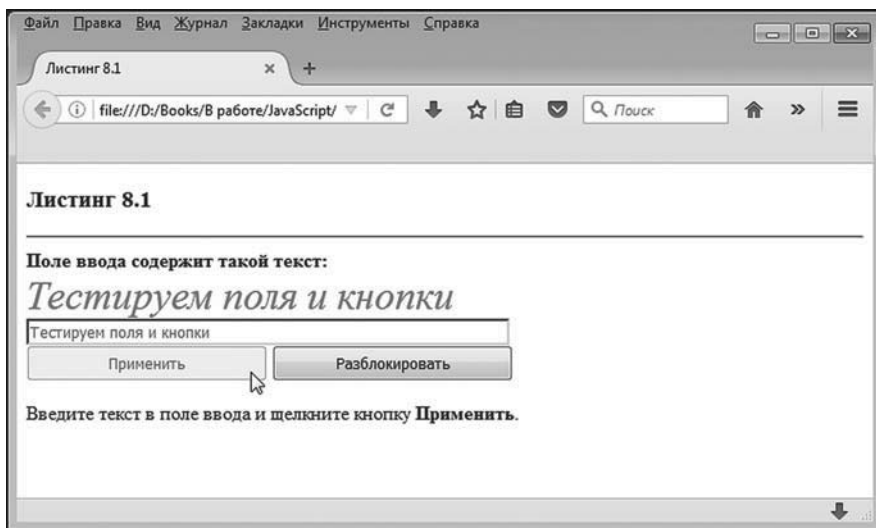 Файл Правка Вид Журнал Закладки Инструменты Справка
Листинг 8.1
file:///D:/Books/В работе/JavaScript/
Поиск
Листинг 8.1
Поле ввода содержит такой текст:
Тестируем поля и кнопки
Тестируем поля и кнопки
Применить Разблокировать
Введите текст в поле ввода и щелкните кнопку Применить.